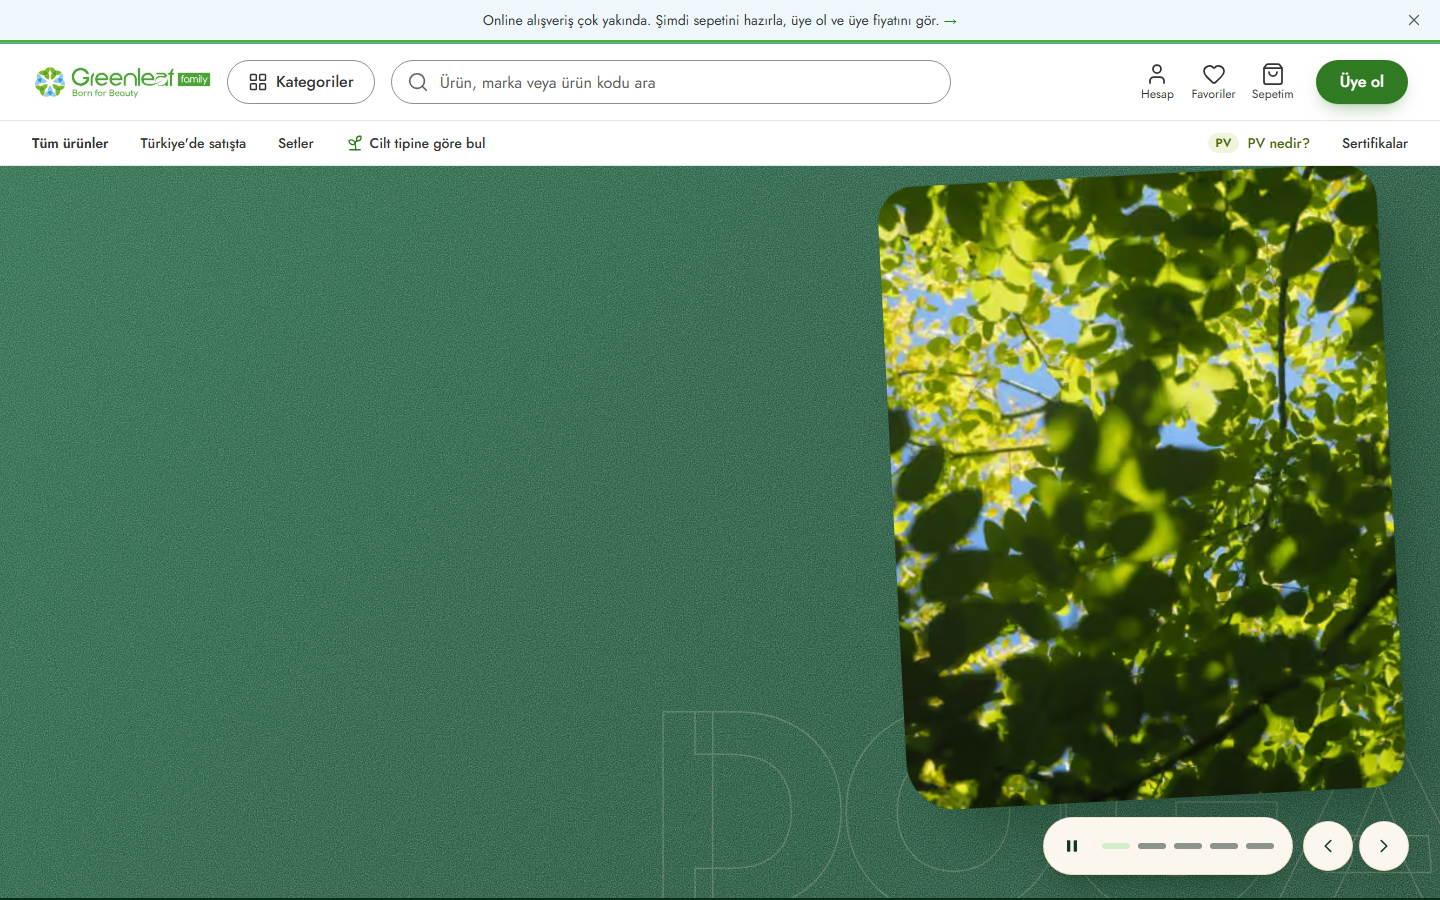 Online alışveriş çok yakında. Şimdi sepetini hazırla, üye ol ve üye fiyatını gör. →
Greenleaf family
Born for Beauty
Kategoriler
Ürün, marka veya ürün kodu ara
Hesap
Favoriler
Sepetim
Üye ol
Tüm ürünler
Türkiye'de satışta
Setler
Cilt tipine göre bul
PV
PV nedir?
Sertifikalar